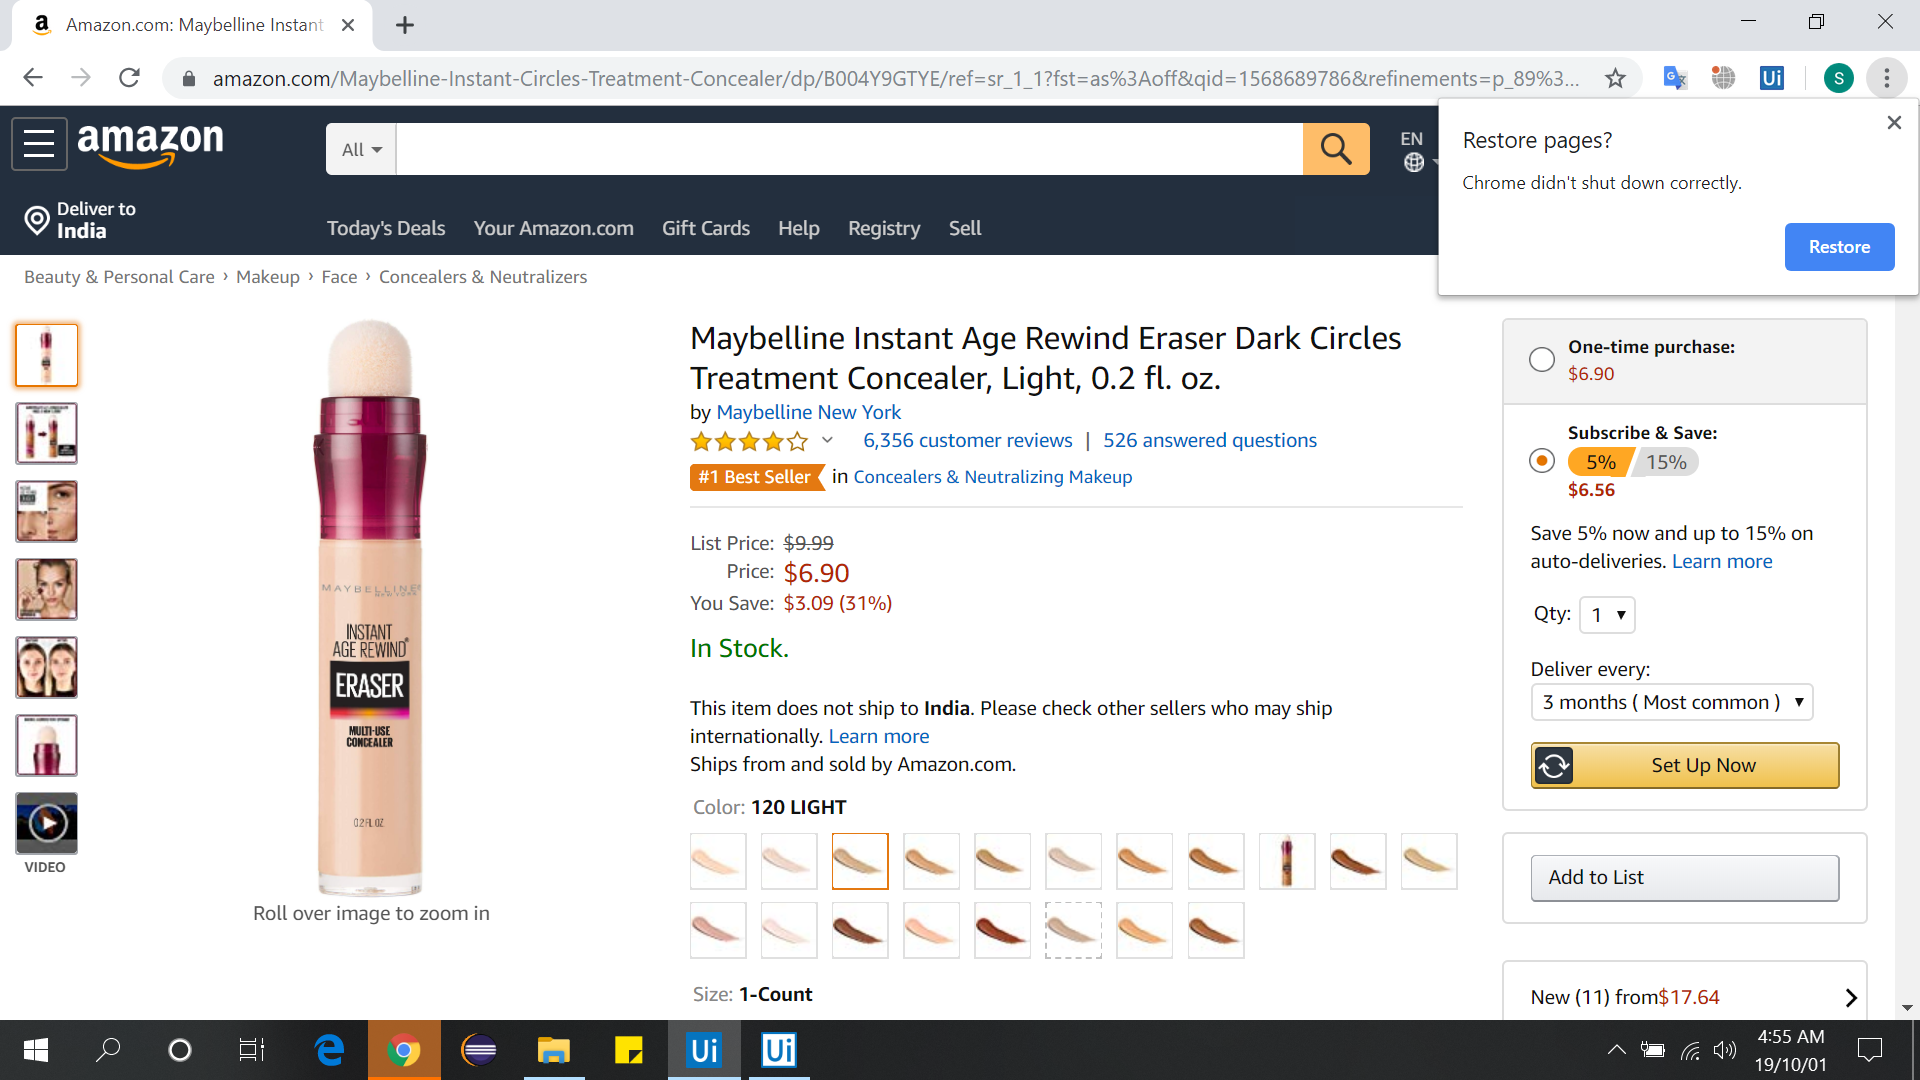 Amazon.com: Maybelline Instant
amazon.com/Maybelline-Instant-Circles-Treatment-Concealer/dp/B004Y9GTYE/ref=sr_1_1?fst=as%3Aoff&qid=1568689786&refinements=p_89%3...
S
Restore pages?
Chrome didn't shut down correctly.
Restore
amazon
All
EN
Deliver to
India
Today's Deals Your Amazon.com Gift Cards Help Registry Sell
Beauty & Personal Care › Makeup › Face › Concealers & Neutralizers
VIDEO
MAYBELLINE
NEW YORK
INSTANT
AGE REWIND®
ERASER
MULTI-USE
CONCEALER
0.2 FL OZ
Roll over image to zoom in
Maybelline Instant Age Rewind Eraser Dark Circles
Treatment Concealer, Light, 0.2 fl. oz.
by Maybelline New York
6,356 customer reviews | 526 answered questions
#1 Best Seller in Concealers & Neutralizing Makeup
List Price: $9.99
Price: $6.90
You Save: $3.09 (31%)
In Stock.
This item does not ship to India. Please check other sellers who may ship
internationally. Learn more
Ships from and sold by Amazon.com.
Color: 120 LIGHT
Size: 1-Count
One-time purchase:
$6.90
Subscribe & Save:
5% 15%
$6.56
Save 5% now and up to 15% on
auto-deliveries. Learn more
Qty: 1
Deliver every:
3 months ( Most common )
Set Up Now
Add to List
New (11) from$17.64
Ui Ui
4:55 AM
19/10/01